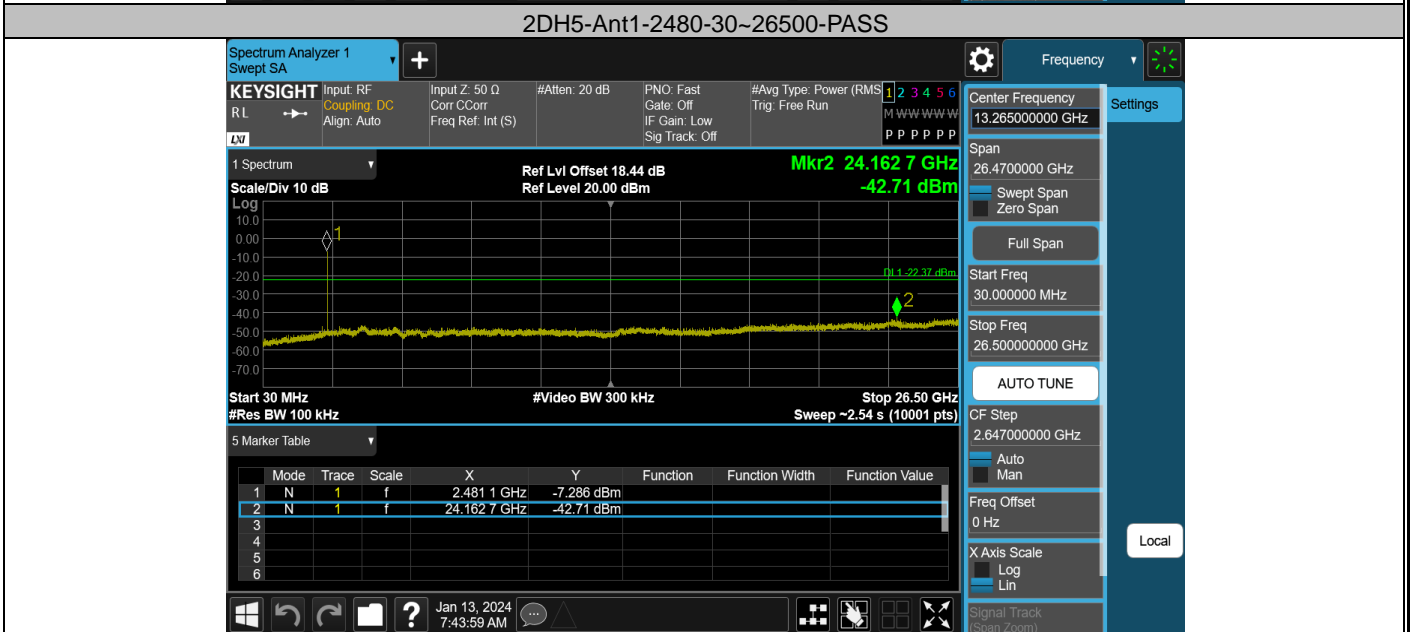 2DH5-Ant1-2480-30~26500-PASS
Spectrum Analyzer 1
Swept SA
+
Frequency
KEYSIGHT
RL
LXI
Input: RF
Coupling: DC
Align: Auto
Input Z: 50 Ω
Corr CCorr
Freq Ref: Int (S)
#Atten: 20 dB
PNO: Fast
Gate: Off
IF Gain: Low
Sig Track: Off
#Avg Type: Power (RMS
Trig: Free Run
1 2 3 4 5 6
M W W W W W
P P P P P P
Center Frequency
13.265000000 GHz
Settings
1 Spectrum
Scale/Div 10 dB
Ref Lvl Offset 18.44 dB
Ref Level 20.00 dBm
Mkr2 24.162 7 GHz
-42.71 dBm
Span
26.4700000 GHz
Swept Span
Zero Span
Full Span
Log
10.0
0.00
-10.0
-20.0
-30.0
-40.0
-50.0
-60.0
-70.0
1
DL1 -22.37 dBm
2
Start Freq
30.000000 MHz
Stop Freq
26.500000000 GHz
AUTO TUNE
Start 30 MHz
#Res BW 100 kHz
#Video BW 300 kHz
Stop 26.50 GHz
Sweep ~2.54 s (10001 pts)
CF Step
2.647000000 GHz
Auto
Man
5 Marker Table
Mode Trace Scale X Y Function Function Width Function Value
1 N 1 f 2.481 1 GHz -7.286 dBm
2 N 1 f 24.162 7 GHz -42.71 dBm
3
4
5
6
Freq Offset
0 Hz
X Axis Scale
Log
Lin
Local
Signal Track
(Span Zoom)
?
Jan 13, 2024
7:43:59 AM